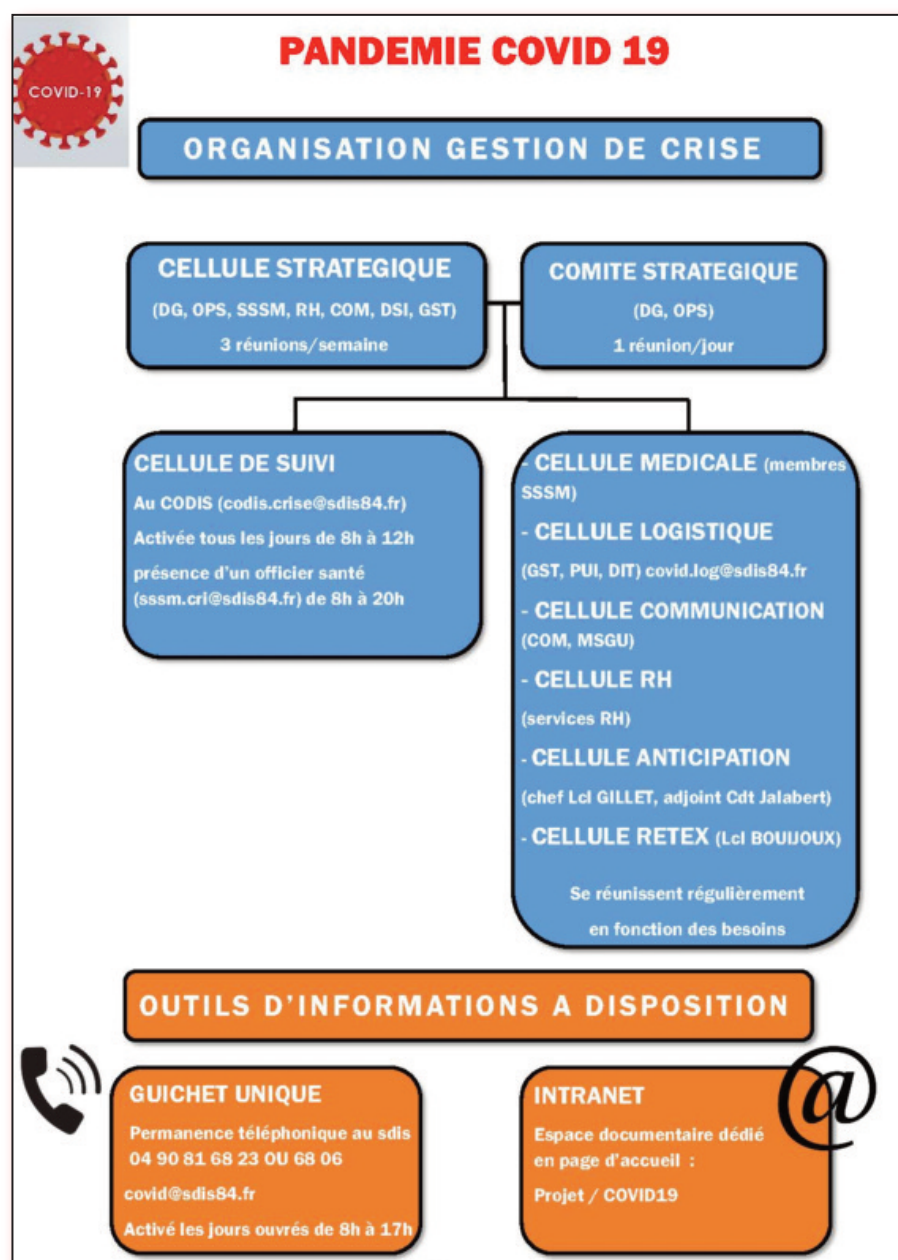 PANDEMIE COVID 19
COVID-19
ORGANISATION GESTION DE CRISE
CELLULE STRATEGIQUE
(DG, OPS, SSSM, RH, COM, DSI, GST)
3 réunions/semaine
COMITE STRATEGIQUE
(DG, OPS)
1 réunion/jour
CELLULE DE SUIVI
Au CODIS (codis.crise@sdis84.fr)
Activée tous les jours de 8h à 12h
présence d'un officier santé
(sssm.cri@sdis84.fr) de 8h à 20h
- CELLULE MEDICALE (membres
SSSM)
- CELLULE LOGISTIQUE
(GST, PUI, DIT) covid.log@sdis84.fr
- CELLULE COMMUNICATION
(COM, MSGU)
- CELLULE RH
(services RH)
- CELLULE ANTICIPATION
(chef Lcl GILLET, adjoint Cdt Jalabert)
- CELLULE RETEX (Lcl BOUIJOUX)
Se réunissent régulièrement
en fonction des besoins
OUTILS D'INFORMATIONS A DISPOSITION
GUICHET UNIQUE
Permanence téléphonique au sdis
04 90 81 68 23 OU 68 06
covid@sdis84.fr
Activé les jours ouvrés de 8h à 17h
@
INTRANET
Espace documentaire dédié
en page d'accueil :
Projet / COVID19